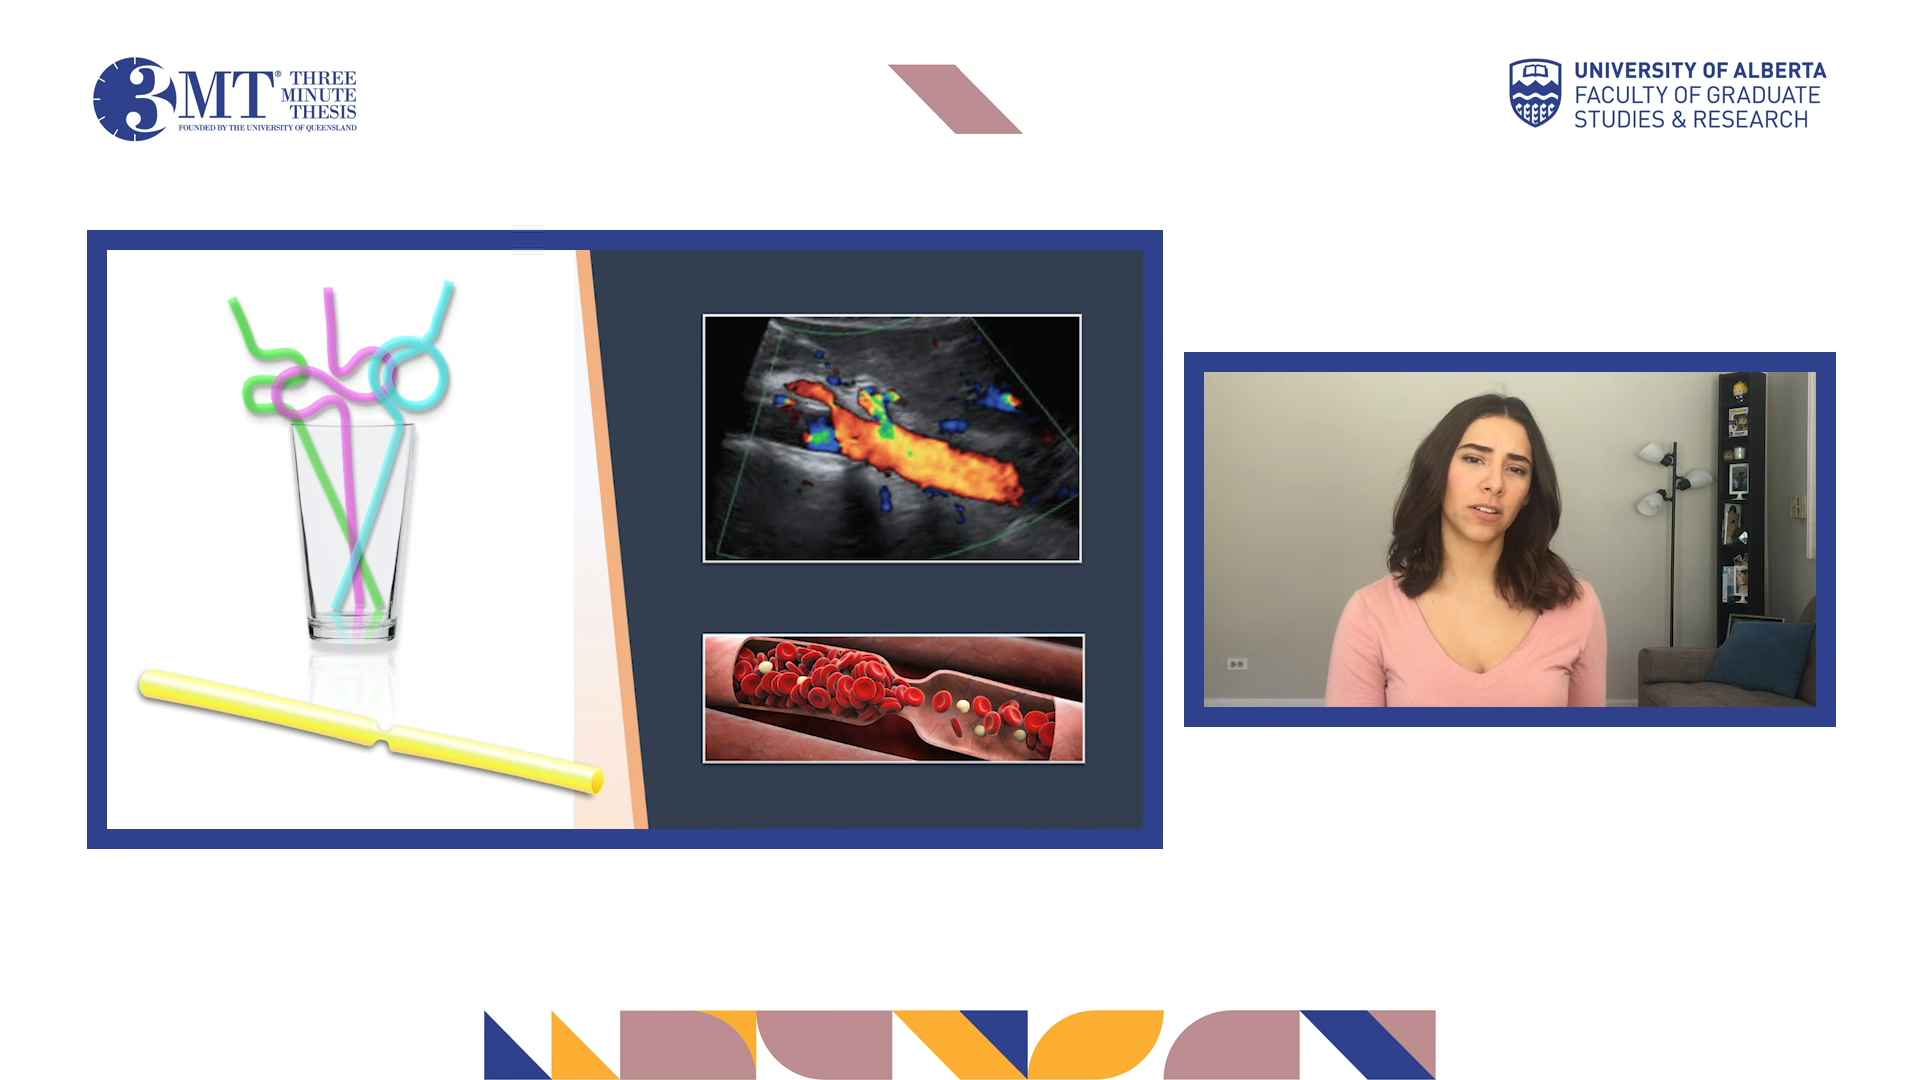 3MT® THREE
MINUTE
THESIS
FOUNDED BY THE UNIVERSITY OF QUEENSLAND
UNIVERSITY OF ALBERTA
FACULTY OF GRADUATE
STUDIES & RESEARCH